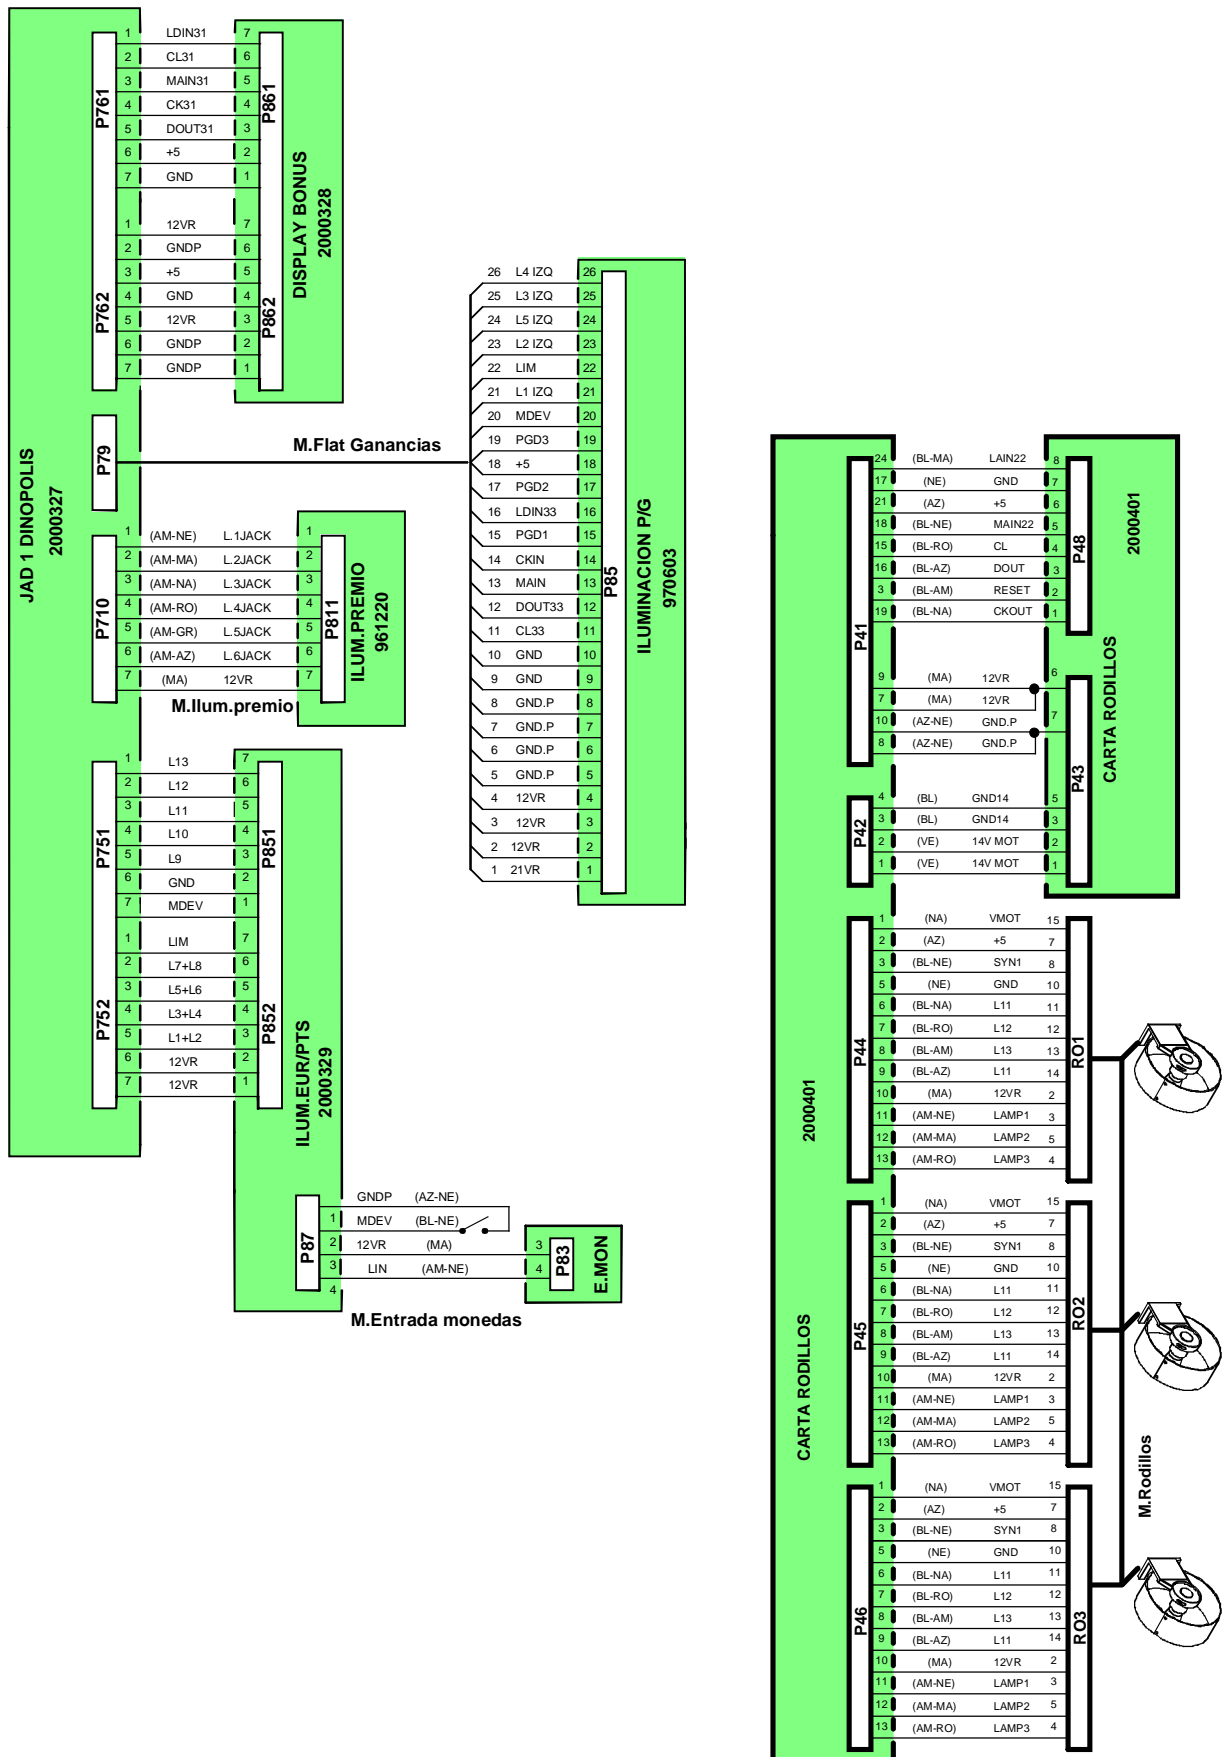 JAD 1 DINOPOLIS
2000327
P761
P762
P79
P710
P751
P752
1 LDIN31 7
2 CL31 6
3 MAIN31 5
4 CK31 4
5 DOUT31 3
6 +5 2
7 GND 1
P861
1 12VR 7
2 GNDP 6
3 +5 5
4 GND 4
5 12VR 3
6 GNDP 2
7 GNDP 1
P862
DISPLAY BONUS
2000328
M.Flat Ganancias
26 L4 IZQ 26
25 L3 IZQ 25
24 L5 IZQ 24
23 L2 IZQ 23
22 LIM 22
21 L1 IZQ 21
20 MDEV 20
19 PGD3 19
18 +5 18
17 PGD2 17
16 LDIN33 16
15 PGD1 15
14 CKIN 14
13 MAIN 13
12 DOUT33 12
11 CL33 11
10 GND 10
9 GND 9
8 GND.P 8
7 GND.P 7
6 GND.P 6
5 GND.P 5
4 12VR 4
3 12VR 3
2 12VR 2
1 21VR 1
P85
ILUMINACION P/G
970603
1 (AM-NE) L.1JACK 1
2 (AM-MA) L.2JACK 2
3 (AM-NA) L.3JACK 3
4 (AM-RO) L.4JACK 4
5 (AM-GR) L.5JACK 5
6 (AM-AZ) L.6JACK 6
7 (MA) 12VR 7
P811
ILUM.PREMIO
961220
M.Ilum.premio
1 L13 7
2 L12 6
3 L11 5
4 L10 4
5 L9 3
6 GND 2
7 MDEV 1
P851
1 LIM 7
2 L7+L8 6
3 L5+L6 5
4 L3+L4 4
5 L1+L2 3
6 12VR 2
7 12VR 1
P852
ILUM.EUR/PTS
2000329
P87
GNDP (AZ-NE)
1 MDEV (BL-NE)
2 12VR (MA) 3
3 LIN (AM-NE) 4
4
P83
E.MON
M.Entrada monedas
24 (BL-MA) LAIN22 8
17 (NE) GND 7
21 (AZ) +5 6
18 (BL-NE) MAIN22 5
15 (BL-RO) CL 4
16 (BL-AZ) DOUT 3
3 (BL-AM) RESET 2
19 (BL-NA) CKOUT 1
P41
P48
2000401
9 (MA) 12VR 6
7 (MA) 12VR
10 (AZ-NE) GND.P 7
8 (AZ-NE) GND.P
P43
CARTA RODILLOS
4 (BL) GND14 5
3 (BL) GND14 3
2 (VE) 14V MOT 2
1 (VE) 14V MOT 1
P42
1 (NA) VMOT 15
2 (AZ) +5 7
3 (BL-NE) SYN1 8
5 (NE) GND 10
6 (BL-NA) L11 11
7 (BL-RO) L12 12
8 (BL-AM) L13 13
9 (BL-AZ) L11 14
10 (MA) 12VR 2
11 (AM-NE) LAMP1 3
12 (AM-MA) LAMP2 5
13 (AM-RO) LAMP3 4
P44
RO1
2000401
1 (NA) VMOT 15
2 (AZ) +5 7
3 (BL-NE) SYN1 8
5 (NE) GND 10
6 (BL-NA) L11 11
7 (BL-RO) L12 12
8 (BL-AM) L13 13
9 (BL-AZ) L11 14
10 (MA) 12VR 2
11 (AM-NE) LAMP1 3
12 (AM-MA) LAMP2 5
13 (AM-RO) LAMP3 4
P45
RO2
CARTA RODILLOS
M.Rodillos
1 (NA) VMOT 15
2 (AZ) +5 7
3 (BL-NE) SYN1 8
5 (NE) GND 10
6 (BL-NA) L11 11
7 (BL-RO) L12 12
8 (BL-AM) L13 13
9 (BL-AZ) L11 14
10 (MA) 12VR 2
11 (AM-NE) LAMP1 3
12 (AM-MA) LAMP2 5
13 (AM-RO) LAMP3 4
P46
RO3